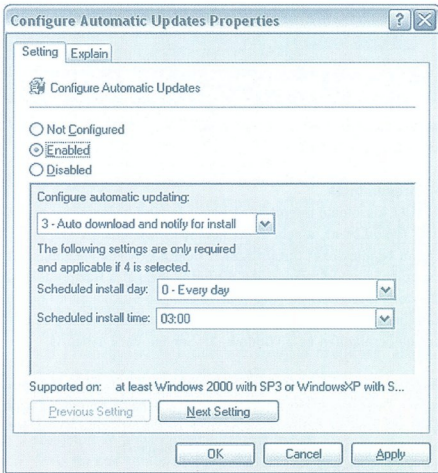 Configure Automatic Updates Properties
Setting Explain
Configure Automatic Updates
Not Configured
Enabled
Disabled
Configure automatic updating:
3 - Auto download and notify for install
The following settings are only required
and applicable if 4 is selected.
Scheduled install day: 0 - Every day
Scheduled install time: 03:00
Supported on: at least Windows 2000 with SP3 or WindowsXP with S...
Previous Setting Next Setting
OK Cancel Apply